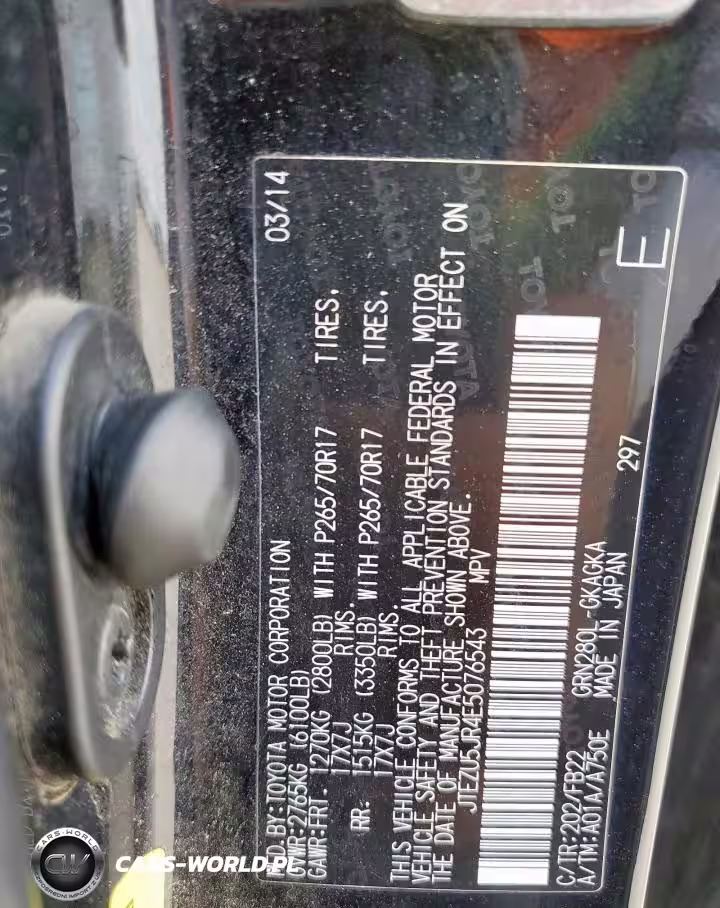 MFD.BY:TOYOTA MOTOR CORPORATION 03/14
GVWR:2765KG (6100LB)
GAWR:FRT. 1270KG (2800LB) WITH P265/70R17 TIRES,
17X7J RIMS.
RR. 1515KG (3350LB) WITH P265/70R17 TIRES,
17X7J RIMS.
THIS VEHICLE CONFORMS TO ALL APPLICABLE FEDERAL MOTOR
VEHICLE SAFETY AND THEFT PREVENTION STANDARDS IN EFFECT ON
THE DATE OF MANUFACTURE SHOWN ABOVE.
JTEZU5JR4E5076543 MPV
C/TR:202/FB22 GRN280L-GKAGKA 297 E
A/TM:A01A/A750E MADE IN JAPAN
CARS-WORLD.PL